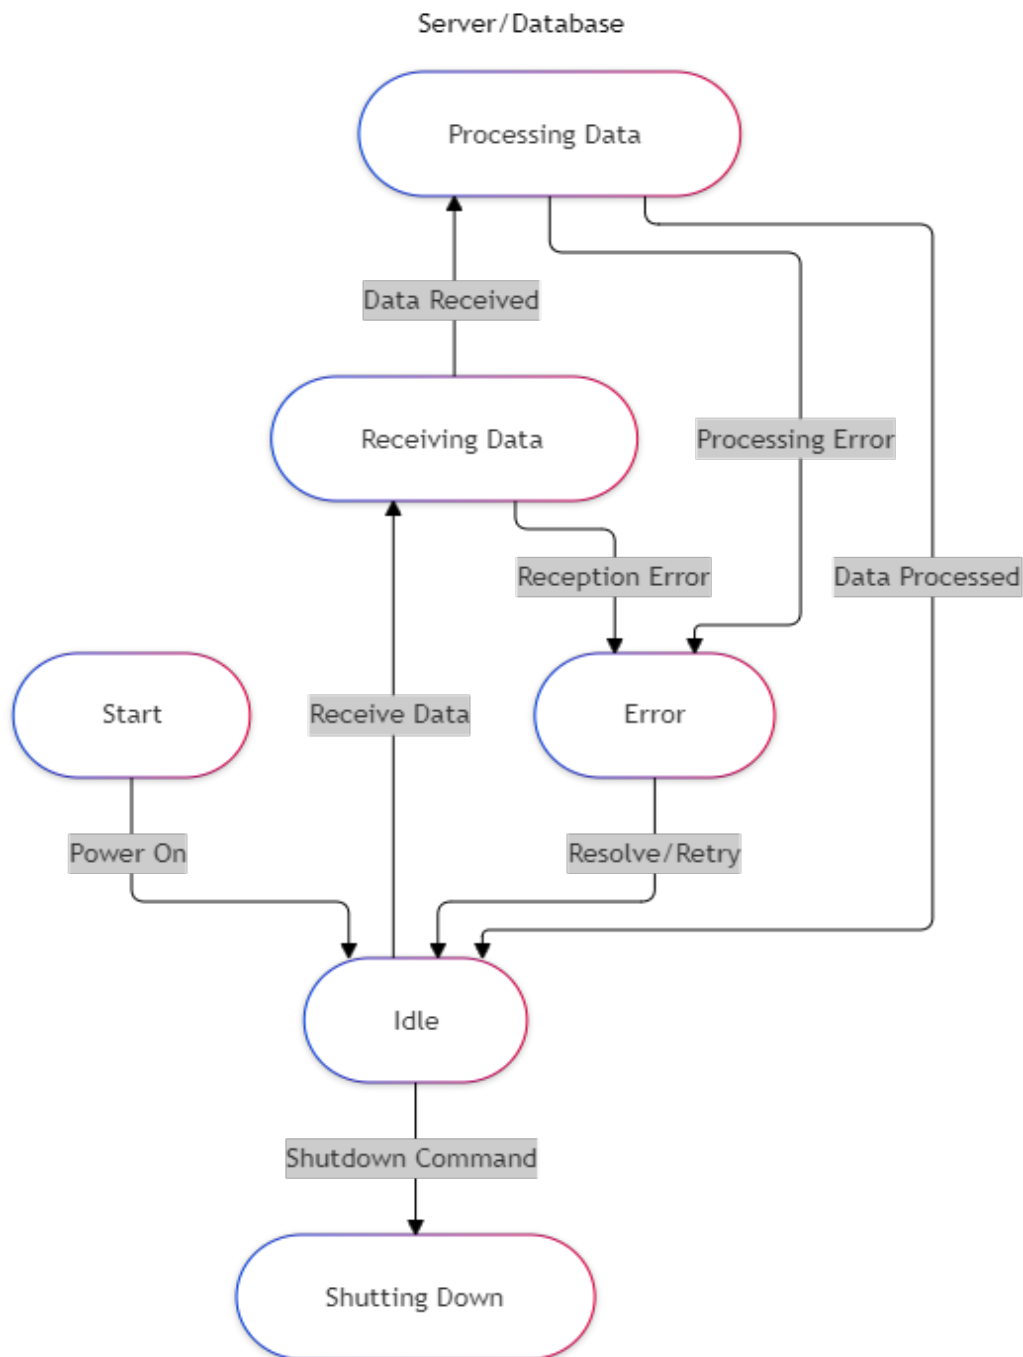 Server/Database
Processing Data
Data Received
Receiving Data
Processing Error
Reception Error
Data Processed
Start
Receive Data
Error
Power On
Resolve/Retry
Idle
Shutdown Command
Shutting Down